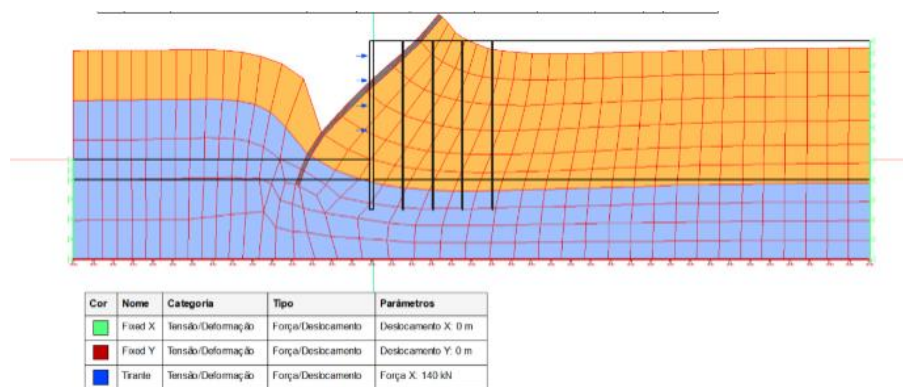 Cor Nome Categoria Tipo Parâmetros
Fixed X Tensão/Deformação Força/Deslocamento Deslocamento X: 0 m
Fixed Y Tensão/Deformação Força/Deslocamento Deslocamento Y: 0 m
Tirante Tensão/Deformação Força/Deslocamento Força X: 140 kN